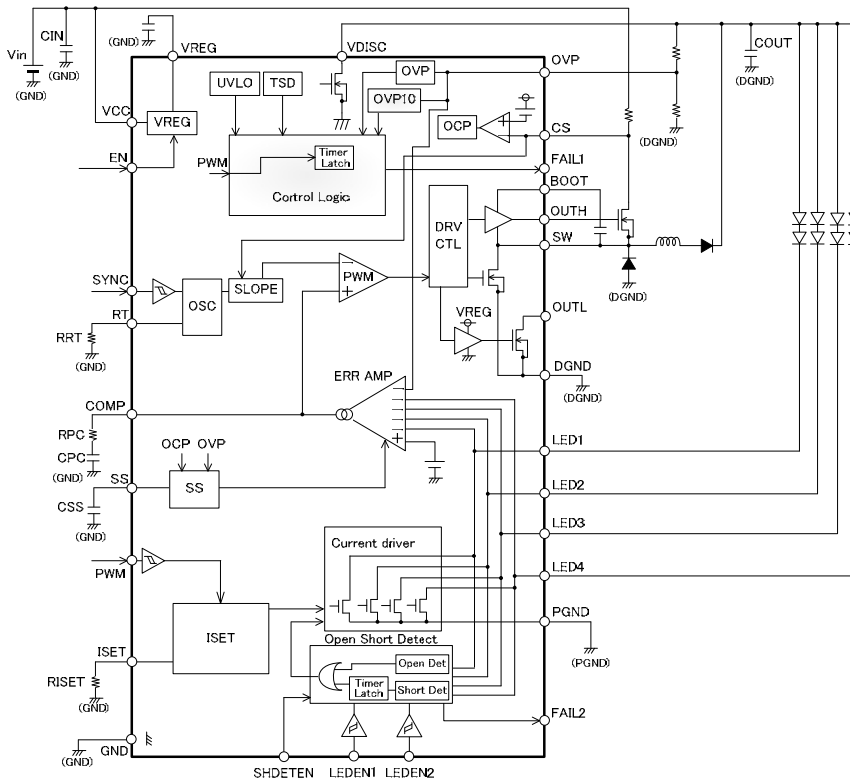 CIN
(GND)
VREG
VDISC
COUT
(DGND)
OVP
Vin
(GND)
(GND)
UVLO
TSD
OVP
OVP10
VCC
VREG
OCP
CS
(DGND)
EN
PWM
Timer
Latch
Cortrol Logic
FAIL1
BOOT
DRV
CTL
OUTH
SW
SYNC
OSC
SLOPE
PWM
(DGND)
RT
VREG
OUTL
RRT
(GND)
DGND
(DGND)
ERR AMP
COMP
RPC
CPC
(GND)
OCP OVP
LED1
SS
SS
LED2
CSS
(GND)
LED3
Current driver
PWM
LED4
ISET
PGND
(PGND)
Open Short Detect
ISET
Open Det
RISET
Timer
Latch
Short Det
(GND)
FAIL2
GND
(GND)
SHDETEN
LEDEN1
LEDEN2